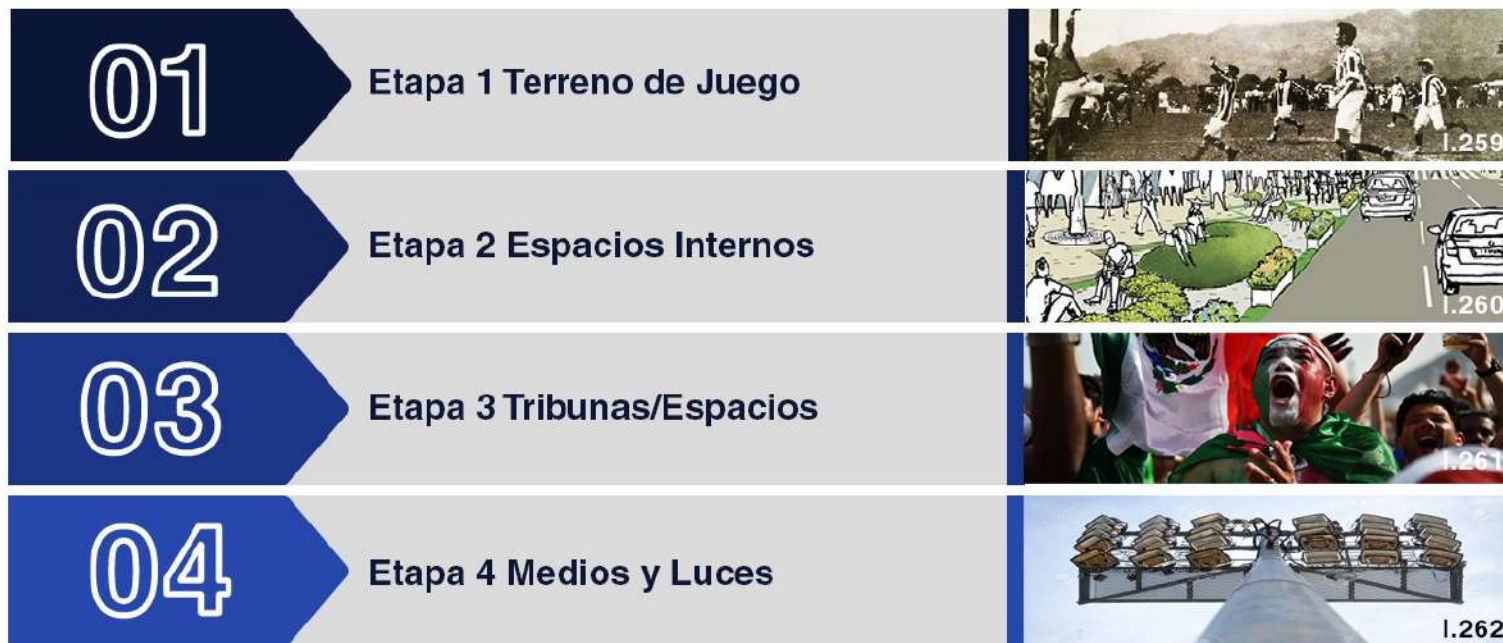 01
Etapa 1 Terreno de Juego
I.259
02
Etapa 2 Espacios Internos
I.260
03
Etapa 3 Tribunas/Espacios
I.261
04
Etapa 4 Medios y Luces
I.262